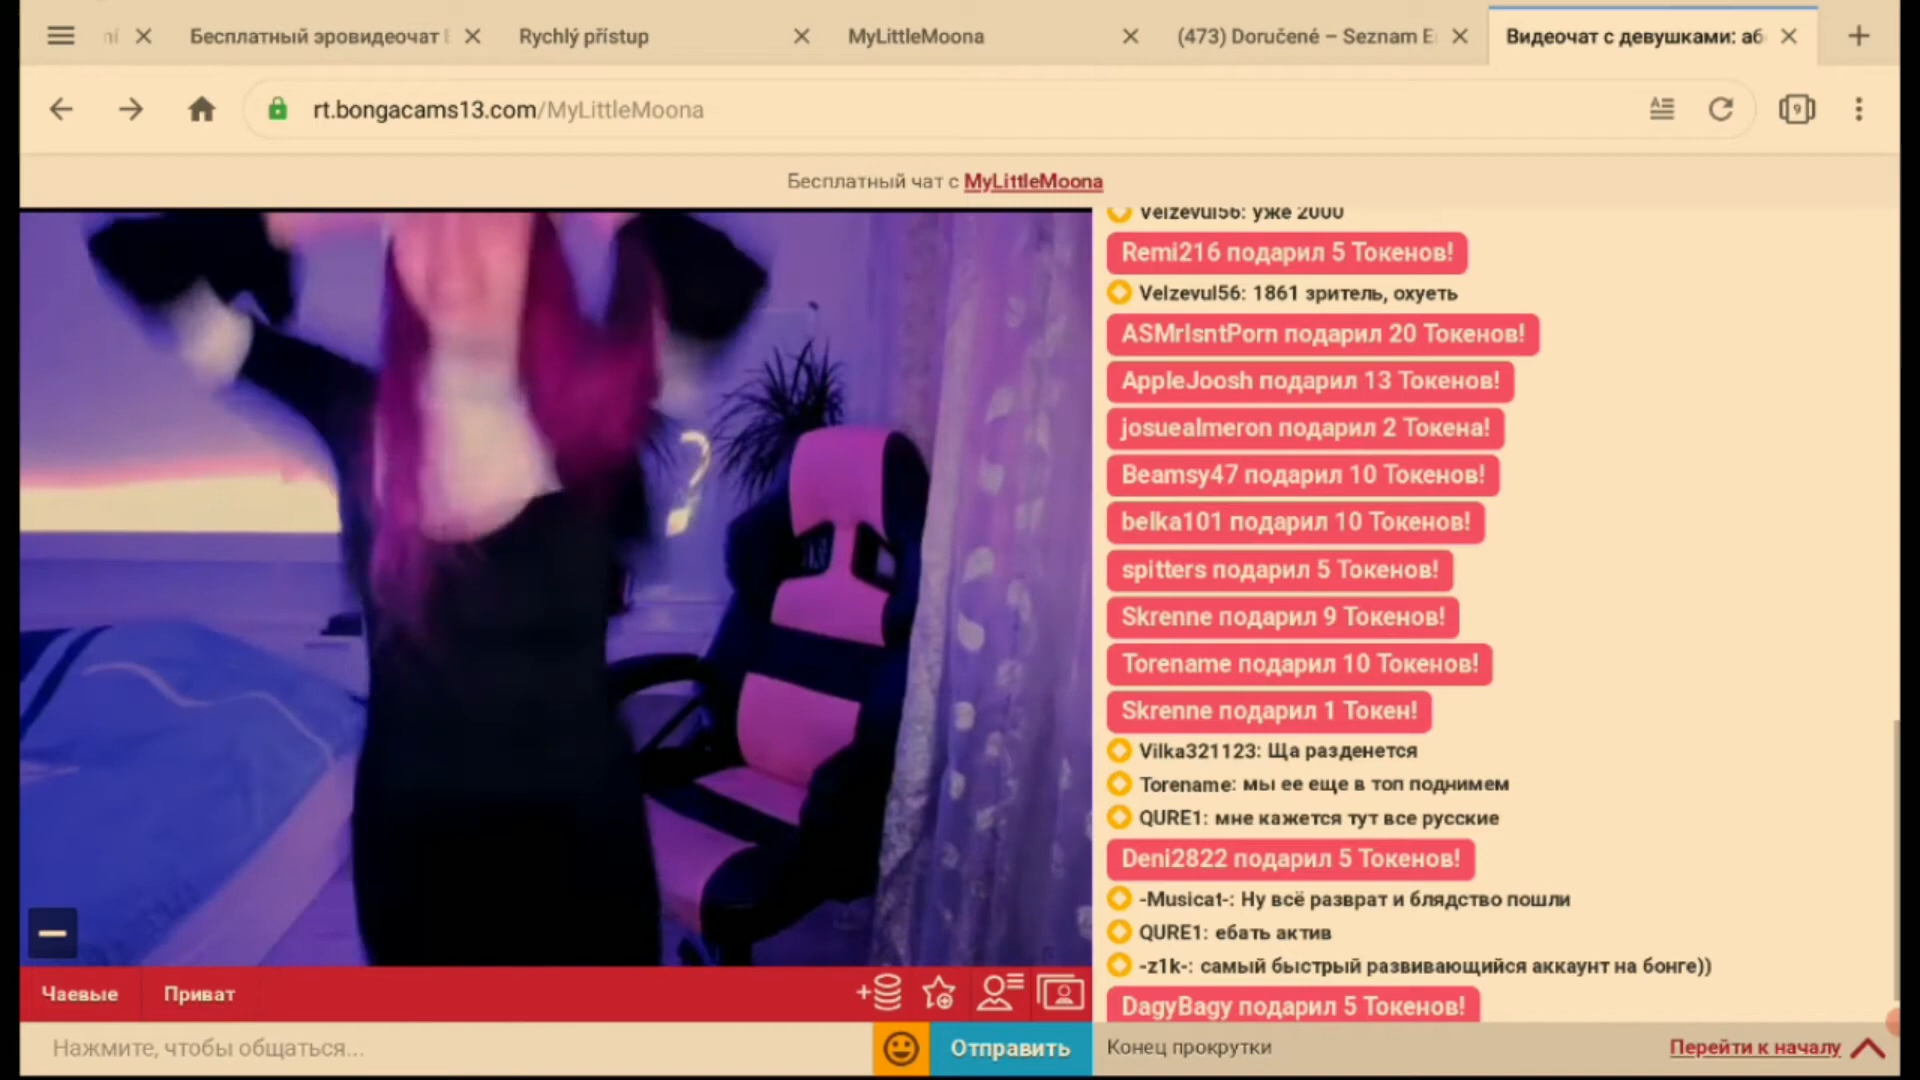 ní
Бесплатный эровидеочат
Rychlý přístup
MyLittleMoona
(473) Doručené – Seznam E
Видеочат с девушками: аб
rt.bongacams13.com/MyLittleMoona
9
Бесплатный чат с MyLittleMoona
Velzevul56: уже 2000
Remi216 подарил 5 Токенов!
Velzevul56: 1861 зритель, охуеть
ASMrIsntPorn подарил 20 Токенов!
AppleJoosh подарил 13 Токенов!
josuealmeron подарил 2 Токена!
Beamsy47 подарил 10 Токенов!
belka101 подарил 10 Токенов!
spitters подарил 5 Токенов!
Skrenne подарил 9 Токенов!
Torename подарил 10 Токенов!
Skrenne подарил 1 Токен!
Vilka321123: Ща разденется
Torename: мы ее еще в топ поднимем
QURE1: мне кажется тут все русские
Deni2822 подарил 5 Токенов!
-Musicat-: Ну всё разврат и блядство пошли
QURE1: ебать актив
-z1k-: самый быстрый развивающийся аккаунт на бонге))
DagyBagy подарил 5 Токенов!
Чаевые
Приват
Нажмите, чтобы общаться...
Отправить
Конец прокрутки
Перейти к началу